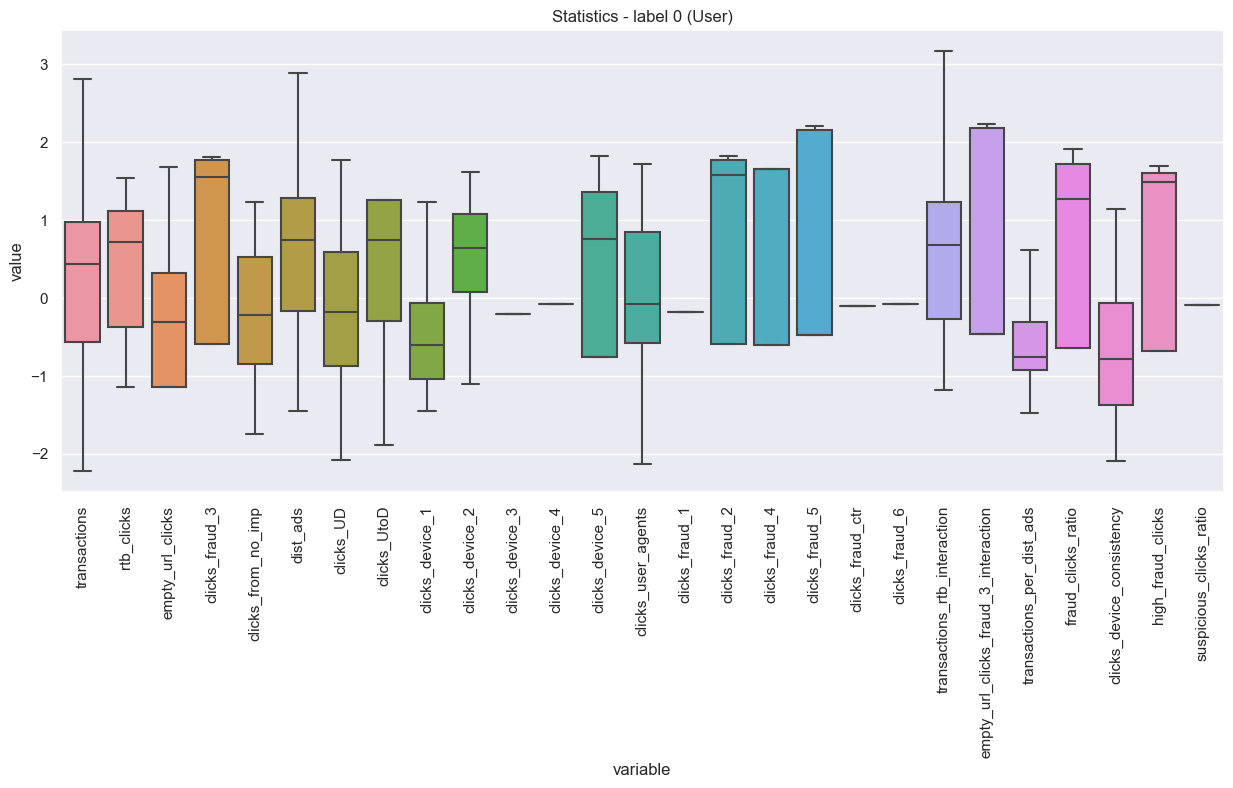 Statistics - label 0 (User)
value
3
2
1
0
−1
−2
transactions
rtb_clicks
empty_url_clicks
clicks_fraud_3
clicks_from_no_imp
dist_ads
clicks_UD
clicks_UtoD
clicks_device_1
clicks_device_2
clicks_device_3
clicks_device_4
clicks_device_5
clicks_user_agents
clicks_fraud_1
clicks_fraud_2
clicks_fraud_4
clicks_fraud_5
clicks_fraud_ctr
clicks_fraud_6
transactions_rtb_interaction
empty_url_clicks_fraud_3_interaction
transactions_per_dist_ads
fraud_clicks_ratio
clicks_device_consistency
high_fraud_clicks
suspicious_clicks_ratio
variable